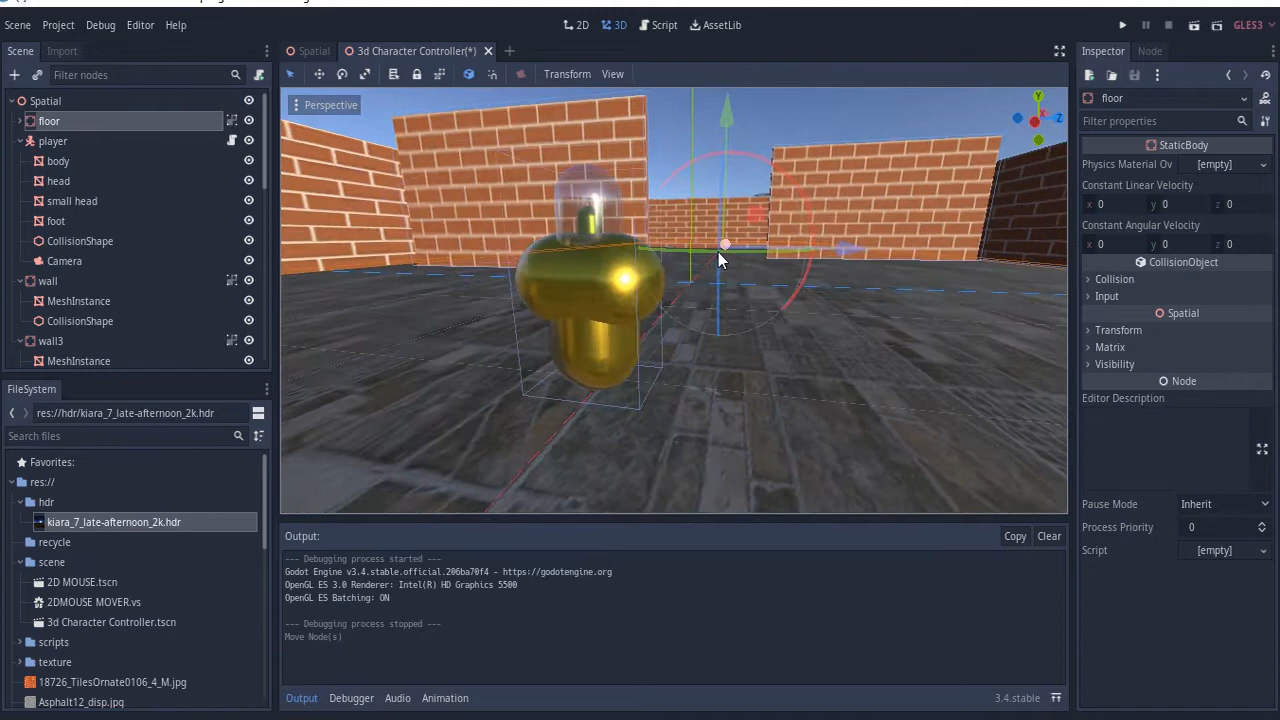 Scene Project Debug Editor Help
2D 3D Script AssetLib
GLES3
Scene Import
Filter nodes
Spatial
floor
player
body
head
small head
foot
CollisionShape
Camera
wall
MeshInstance
CollisionShape
wall3
MeshInstance
FileSystem
res://hdr/kiara_7_late-afternoon_2k.hdr
Search files
Favorites:
res://
hdr
kiara_7_late-afternoon_2k.hdr
recycle
scene
2D MOUSE.tscn
2DMOUSE MOVER.vs
3d Character Controller.tscn
scripts
texture
18726_TilesOrnate0106_4_M.jpg
Asphalt12_disp.jpg
Spatial 3d Character Controller(*)
Transform View
Perspective
Y
X
Z
Output:
Copy Clear
--- Debugging process started ---
Godot Engine v3.4.stable.official.206ba70f4 - https://godotengine.org
OpenGL ES 3.0 Renderer: Intel(R) HD Graphics 5500
OpenGL ES Batching: ON
--- Debugging process stopped ---
Move Node(s)
Output Debugger Audio Animation
3.4.stable
Inspector Node
floor
Filter properties
StaticBody
Physics Material Ov [empty]
Constant Linear Velocity
x 0 y 0 z 0
Constant Angular Velocity
x 0 y 0 z 0
CollisionObject
Collision
Input
Spatial
Transform
Matrix
Visibility
Node
Editor Description
Pause Mode Inherit
Process Priority 0
Script [empty]